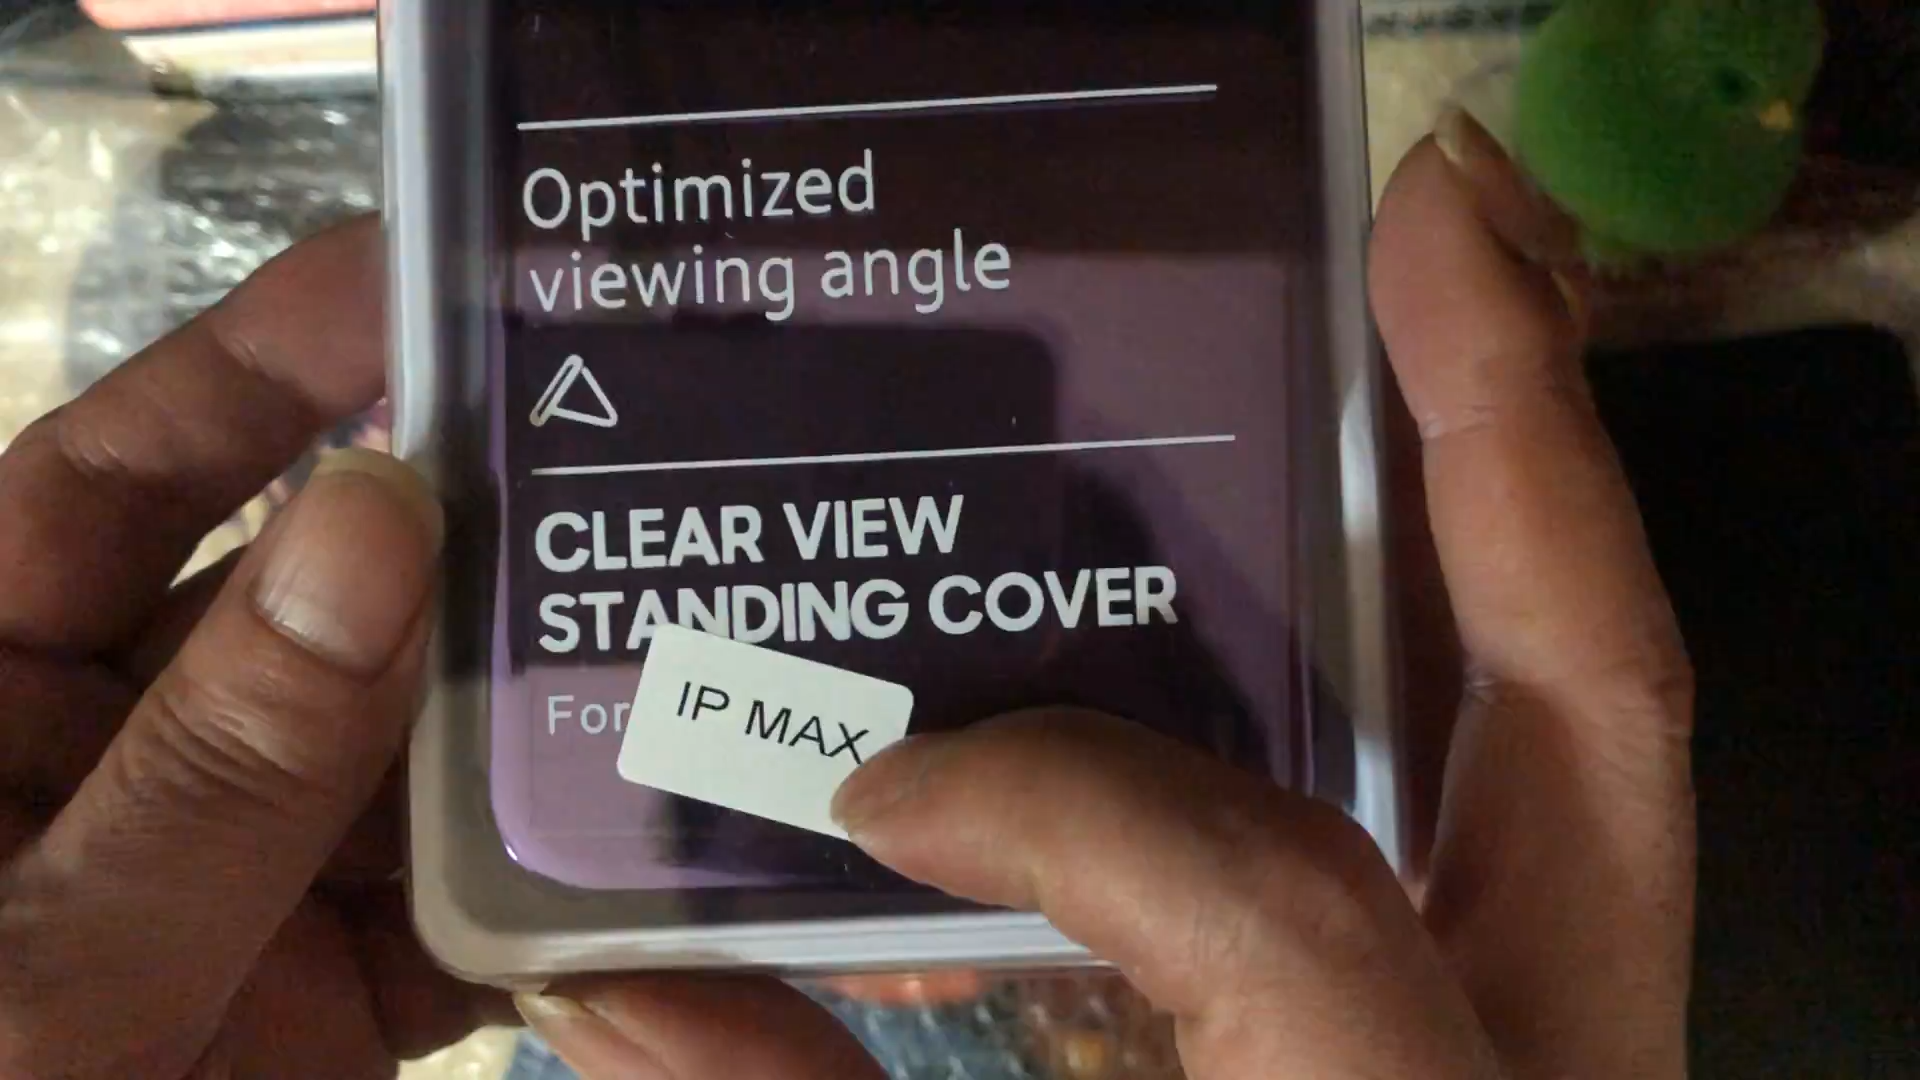 Optimized
viewing angle
CLEAR VIEW
STANDING COVER
For
IP MAX